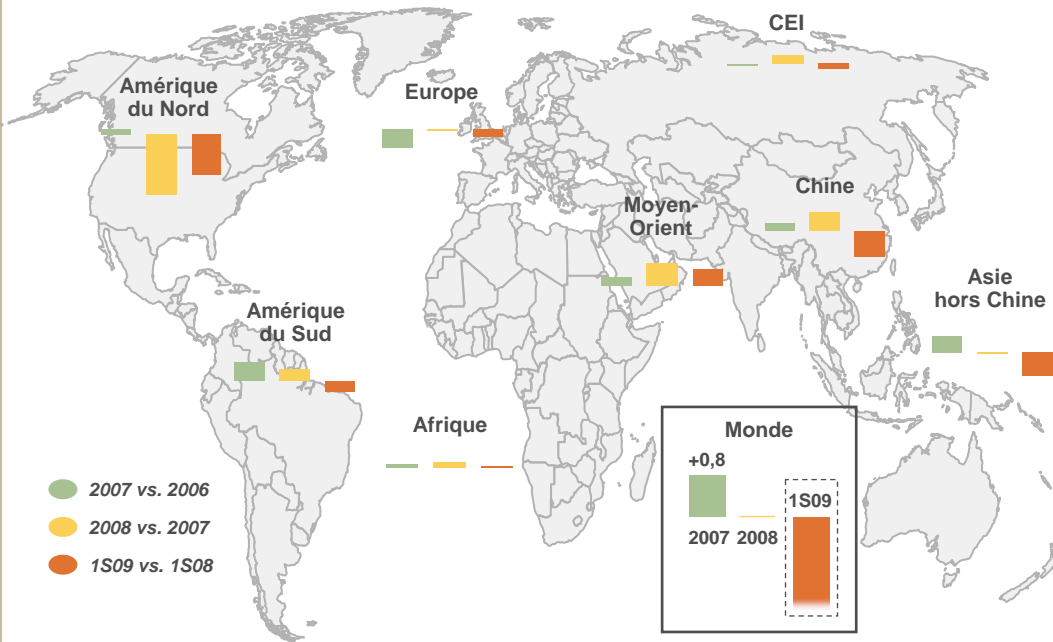 CEI
Amérique
du Nord
Europe
Chine
Moyen-
Orient
Asie
hors Chine
Amérique
du Sud
Afrique
Monde
+0,8
1S09
2007 2008
2007 vs. 2006
2008 vs. 2007
1S09 vs. 1S08